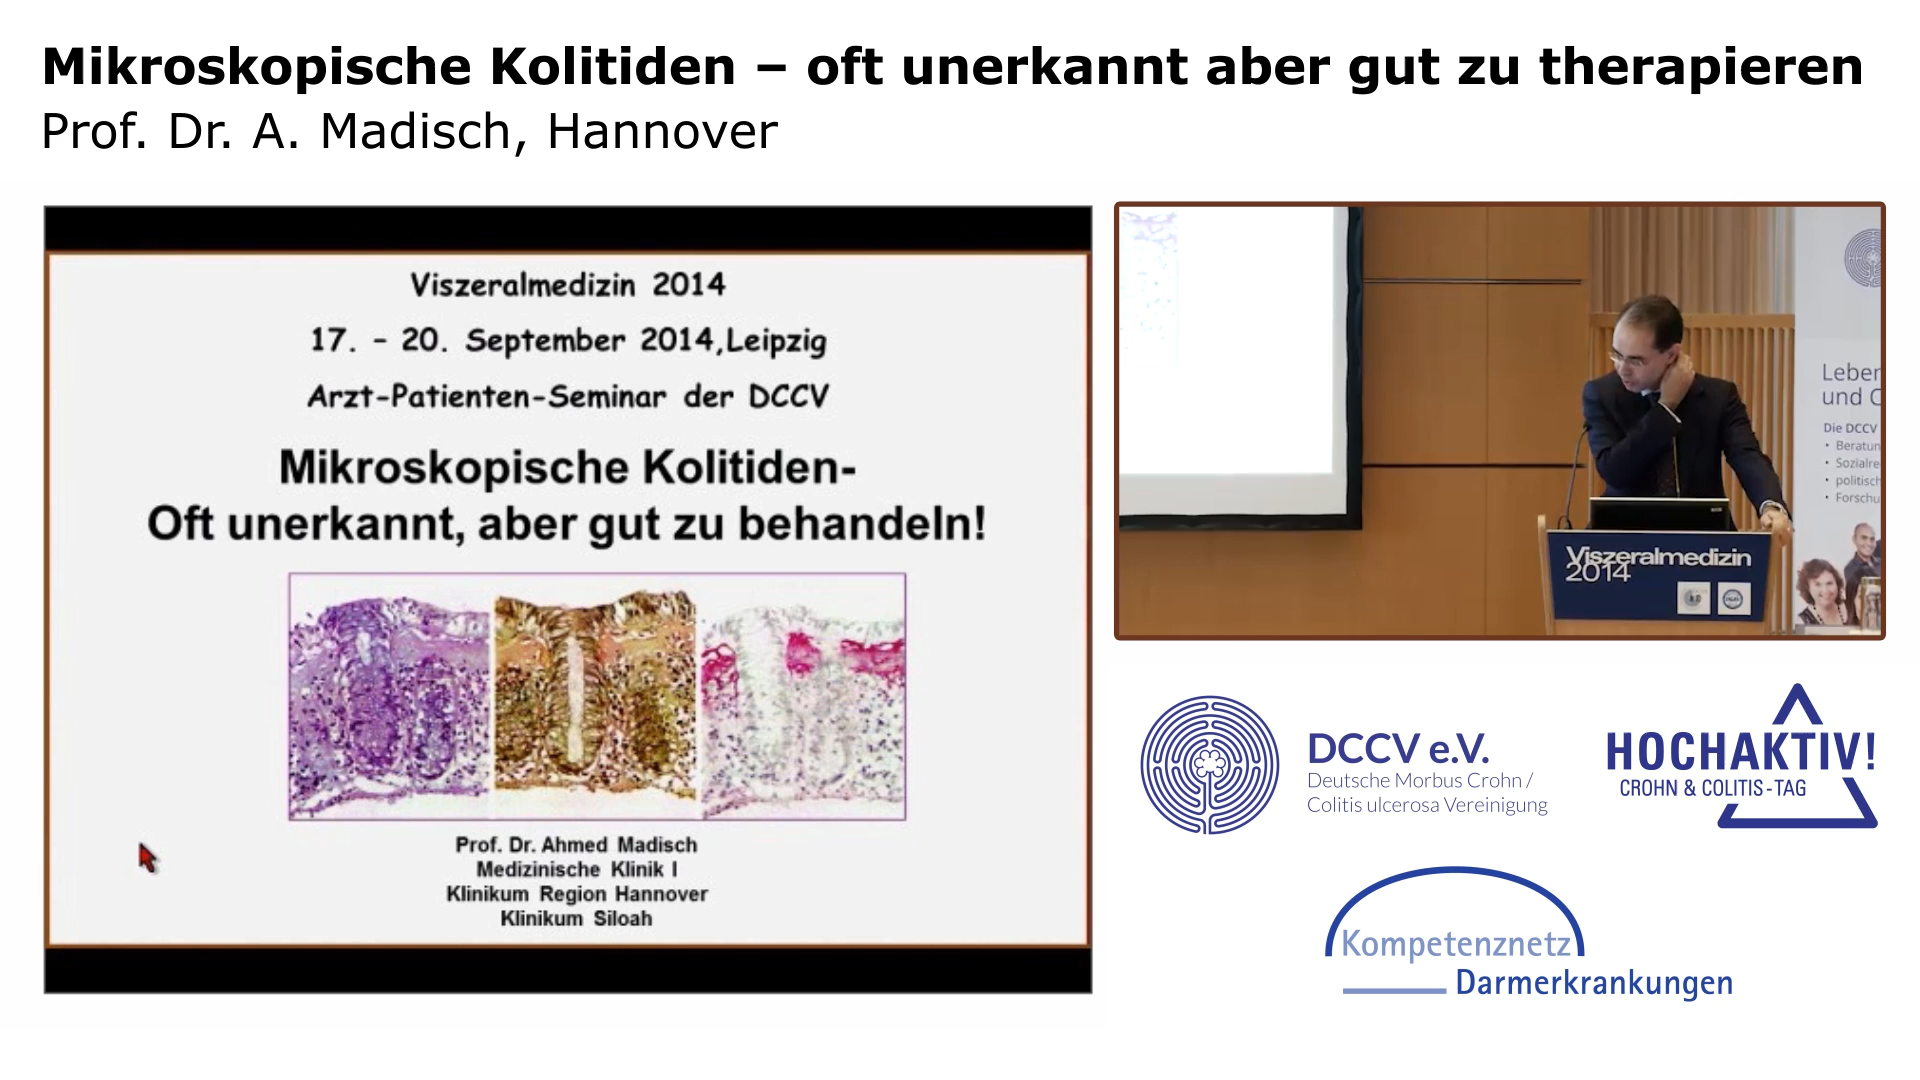 Mikroskopische Kolitiden – oft unerkannt aber gut zu therapieren
Prof. Dr. A. Madisch, Hannover
Viszeralmedizin 2014
17. – 20. September 2014,Leipzig
Arzt-Patienten-Seminar der DCCV
Mikroskopische Kolitiden-
Oft unerkannt, aber gut zu behandeln!
Prof. Dr. Ahmed Madisch
Medizinische Klinik I
Klinikum Region Hannover
Klinikum Siloah
Leber
und C
Die DCCV
• Beratun
• Sozialre
• politisch
• Forschu
Viszeralmedizin
2014
DCCV e.V.
Deutsche Morbus Crohn /
Colitis ulcerosa Vereinigung
HOCHAKTIV!
CROHN & COLITIS-TAG
Kompetenznetz
Darmerkrankungen